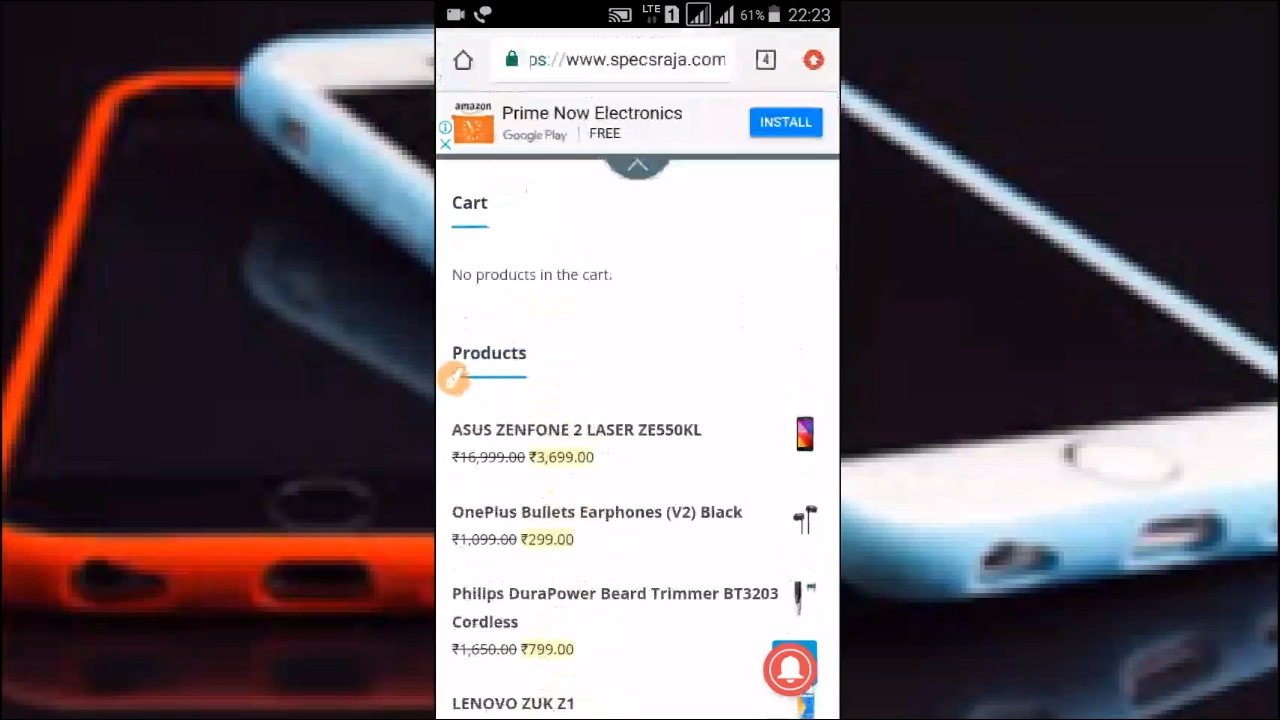 LTE 1 61% 22:23
ps://www.specsraja.com 4
amazon
Prime Now Electronics
Google Play FREE
INSTALL
Cart
No products in the cart.
Products
ASUS ZENFONE 2 LASER ZE550KL
₹16,999.00 ₹3,699.00
OnePlus Bullets Earphones (V2) Black
₹1,099.00 ₹299.00
Philips DuraPower Beard Trimmer BT3203
Cordless
₹1,650.00 ₹799.00
LENOVO ZUK Z1